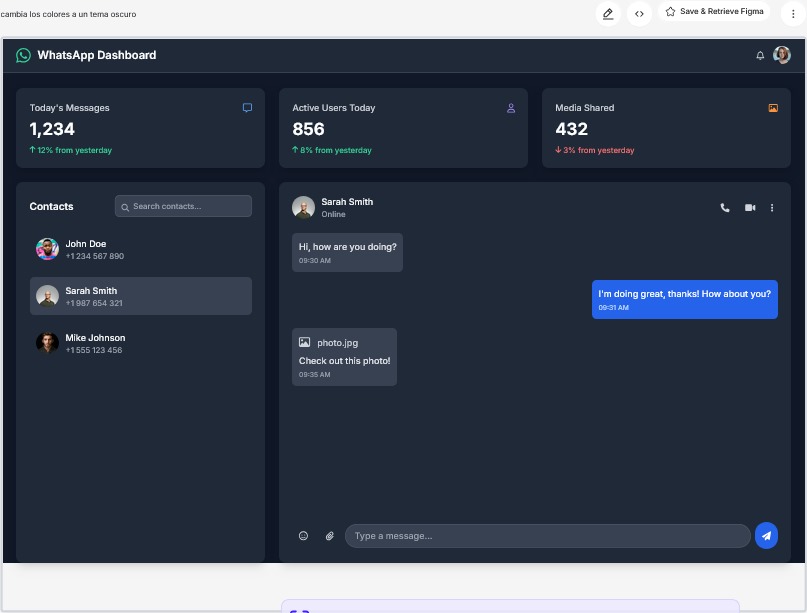 cambia los colores a un tema oscuro
Save & Retrieve Figma
WhatsApp Dashboard
Today's Messages
1,234
↑ 12% from yesterday
Active Users Today
856
↑ 8% from yesterday
Media Shared
432
↓ 3% from yesterday
Contacts
Search contacts...
John Doe
+1 234 567 890
Sarah Smith
+1 987 654 321
Mike Johnson
+1 555 123 456
Sarah Smith
Online
Hi, how are you doing?
09:30 AM
I'm doing great, thanks! How about you?
09:31 AM
photo.jpg
Check out this photo!
09:35 AM
Type a message...